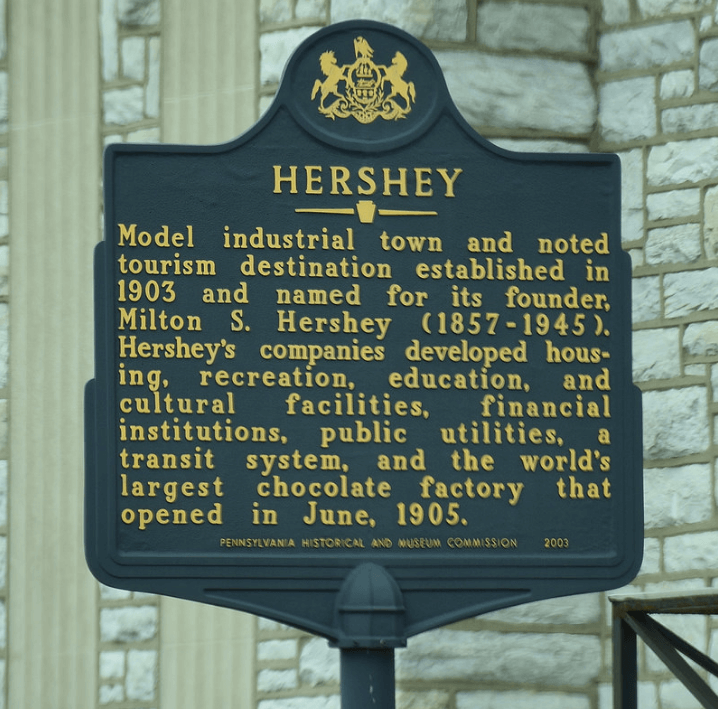 HERSHEY
Model industrial town and noted
tourism destination established in
1903 and named for its founder,
Milton S. Hershey (1857-1945).
Hershey's companies developed hous-
ing, recreation, education, and
cultural facilities, financial
institutions, public utilities, a
transit system, and the world's
largest chocolate factory that
opened in June, 1905.
PENNSYLVANIA HISTORICAL AND MUSEUM COMMISSION 2003